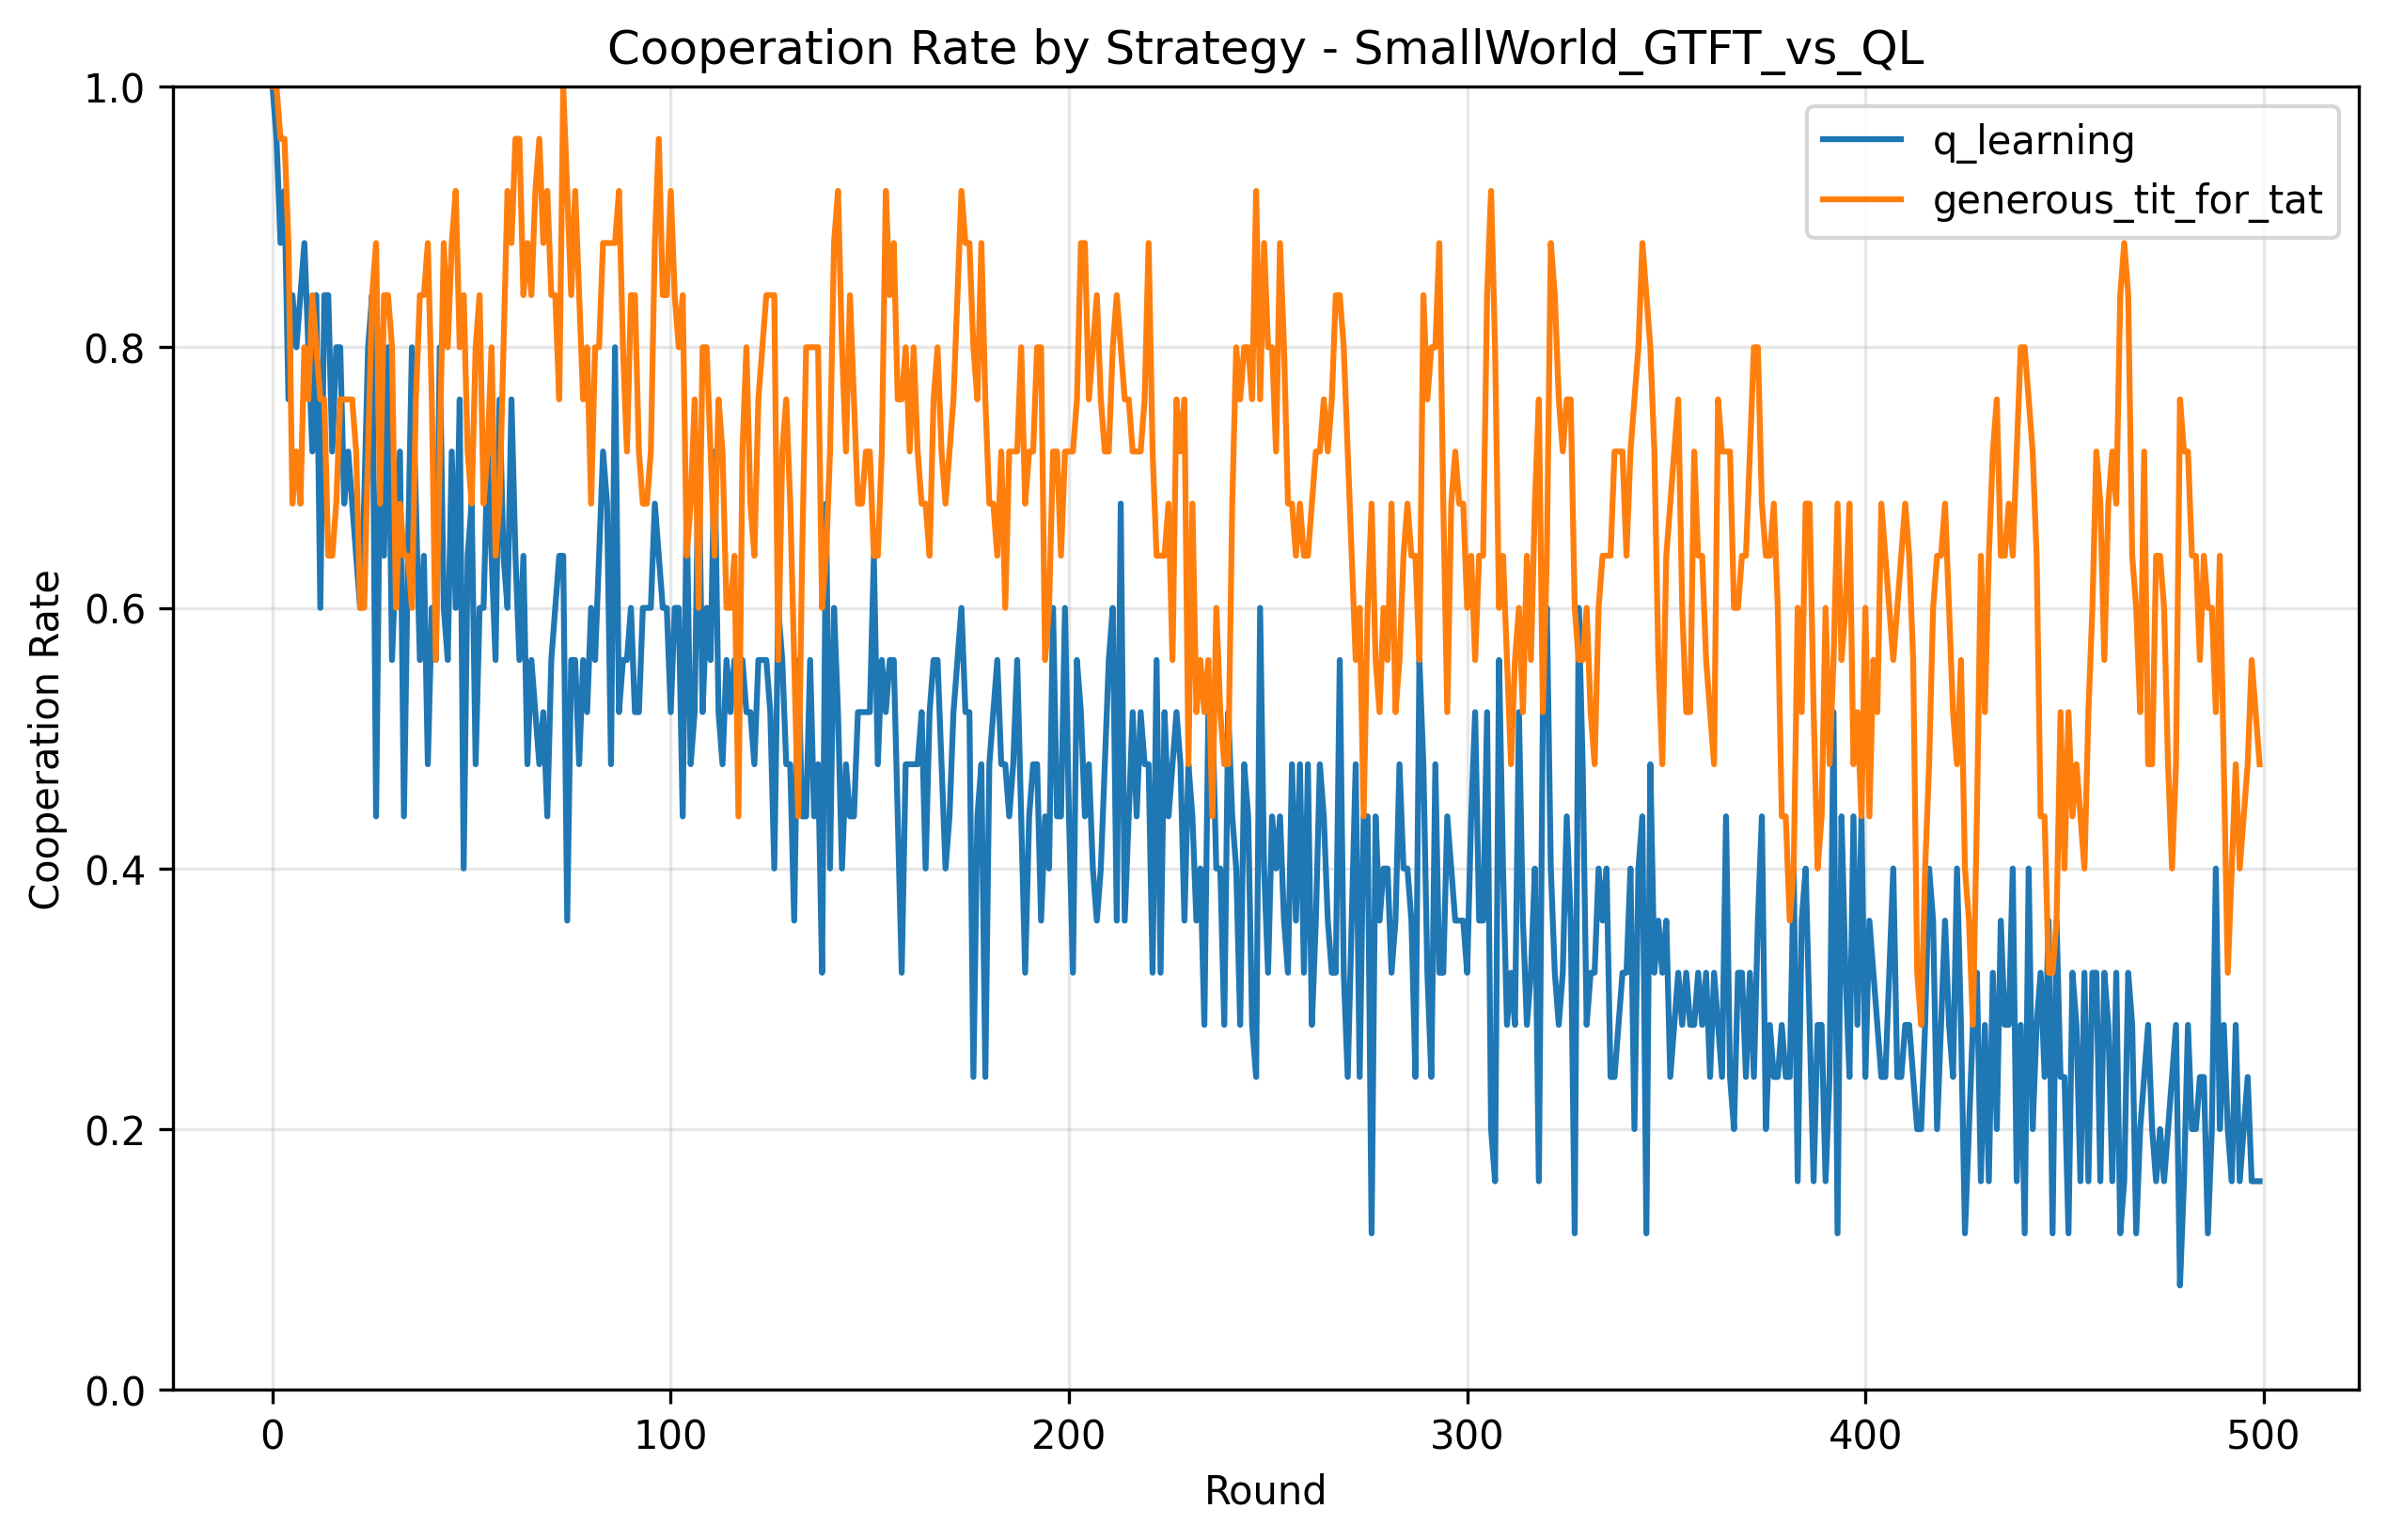 Cooperation Rate by Strategy - SmallWorld_GTFT_vs_QL
q_learning
generous_tit_for_tat
Cooperation Rate
1.0
0.8
0.6
0.4
0.2
0.0
0 100 200 300 400 500
Round